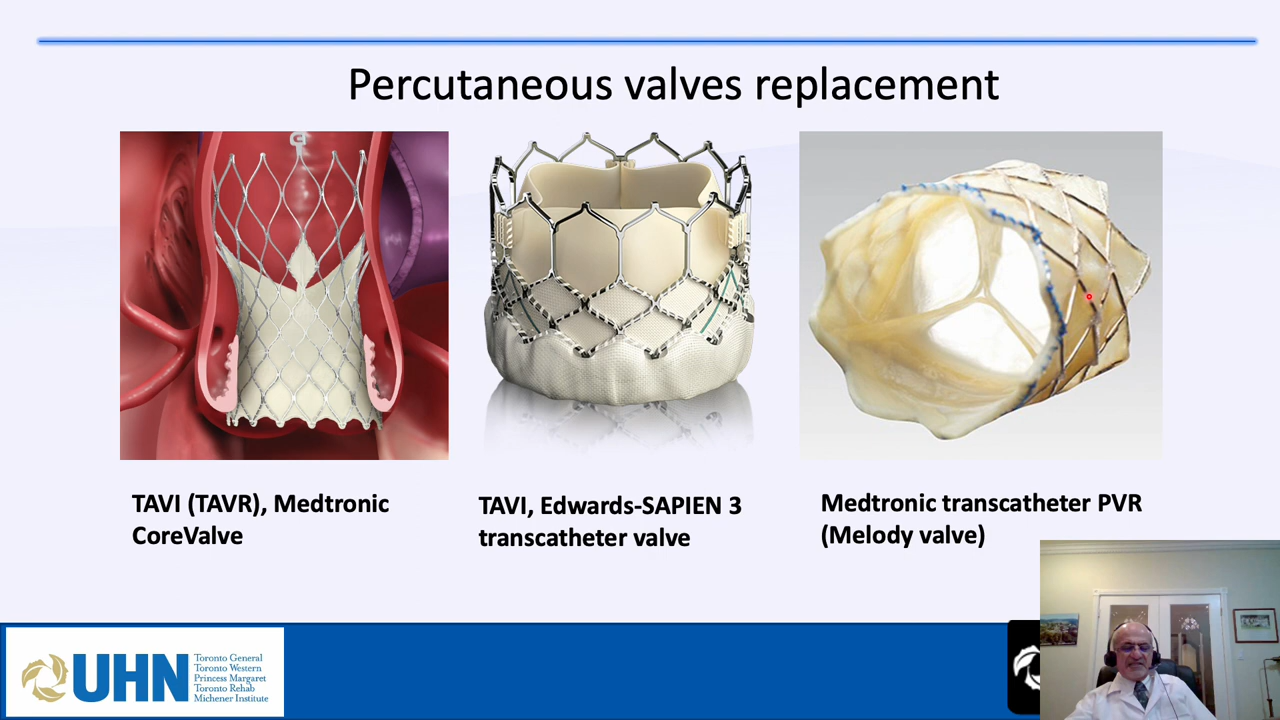 Percutaneous valves replacement
TAVI (TAVR), Medtronic
CoreValve
TAVI, Edwards-SAPIEN 3
transcatheter valve
Medtronic transcatheter PVR
(Melody valve)
UHN
Toronto General
Toronto Western
Princess Margaret
Toronto Rehab
Michener Institute